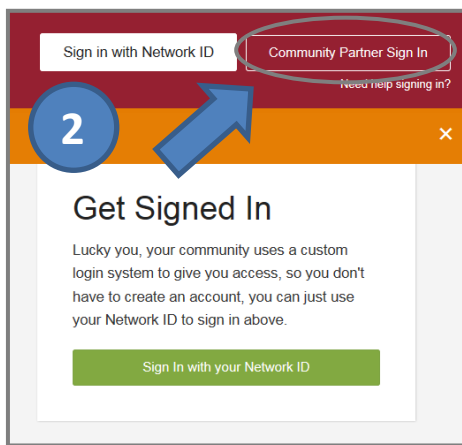 Sign in with Network ID
Community Partner Sign In
Need help signing in?
2
×
Get Signed In
Lucky you, your community uses a custom
login system to give you access, so you don't
have to create an account, you can just use
your Network ID to sign in above.
Sign In with your Network ID